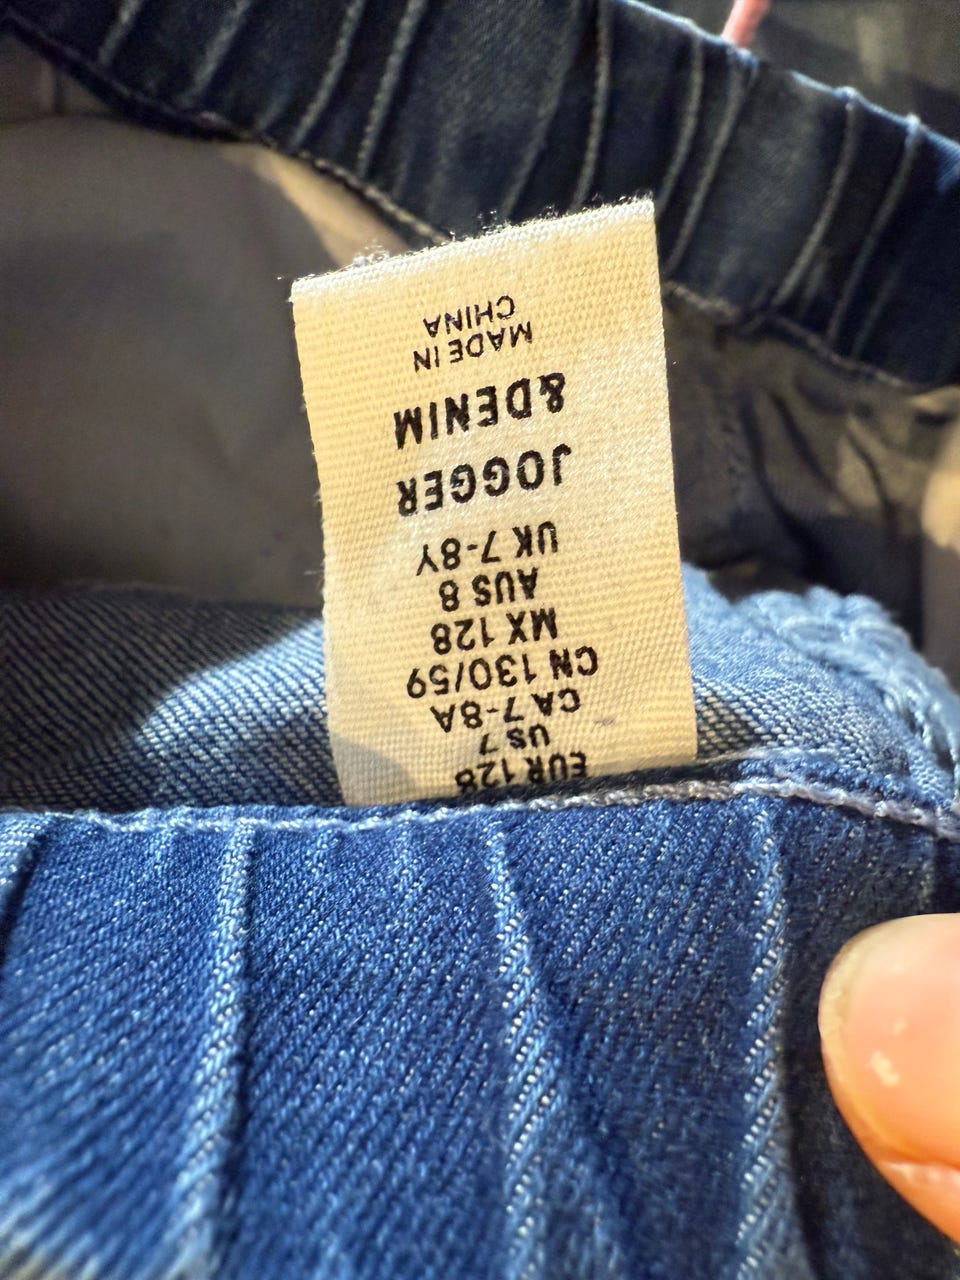 EUR 128
US 7
CA 7-8A
CN 130/59
MX 128
AUS 8
UK 7-8Y
JOGGER
&DENIM
MADE IN
CHINA